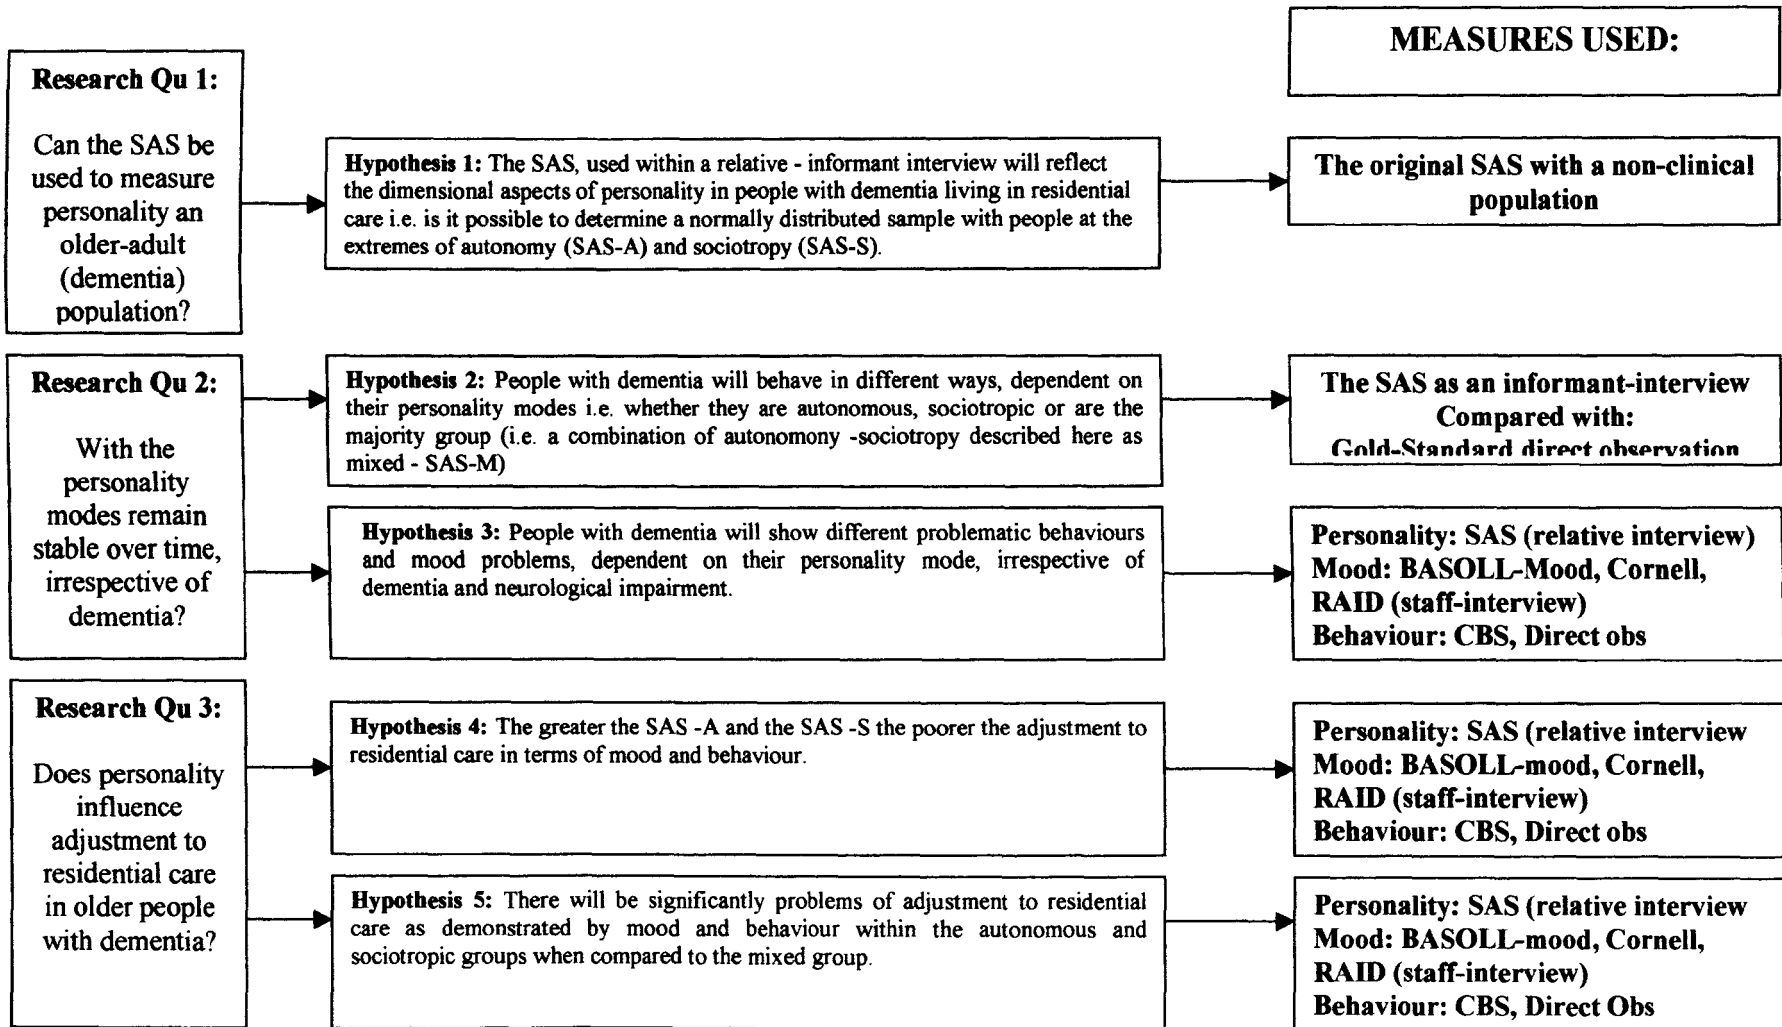 MEASURES USED:
Research Qu 1:
Can the SAS be
used to measure
personality an
older-adult
(dementia)
population?
Hypothesis 1: The SAS, used within a relative - informant interview will reflect
the dimensional aspects of personality in people with dementia living in residential
care i.e. is it possible to determine a normally distributed sample with people at the
extremes of autonomy (SAS-A) and sociotropy (SAS-S).
The original SAS with a non-clinical
population
Research Qu 2:
With the
personality
modes remain
stable over time,
irrespective of
dementia?
Hypothesis 2: People with dementia will behave in different ways, dependent on
their personality modes i.e. whether they are autonomous, sociotropic or are the
majority group (i.e. a combination of autonomony -sociotropy described here as
mixed - SAS-M)
The SAS as an informant-interview
Compared with:
Gold-Standard direct observation
Hypothesis 3: People with dementia will show different problematic behaviours
and mood problems, dependent on their personality mode, irrespective of
dementia and neurological impairment.
Personality: SAS (relative interview)
Mood: BASOLL-Mood, Cornell,
RAID (staff-interview)
Behaviour: CBS, Direct obs
Research Qu 3:
Does personality
influence
adjustment to
residential care
in older people
with dementia?
Hypothesis 4: The greater the SAS -A and the SAS -S the poorer the adjustment to
residential care in terms of mood and behaviour.
Personality: SAS (relative interview
Mood: BASOLL-mood, Cornell,
RAID (staff-interview)
Behaviour: CBS, Direct obs
Hypothesis 5: There will be significantly problems of adjustment to residential
care as demonstrated by mood and behaviour within the autonomous and
sociotropic groups when compared to the mixed group.
Personality: SAS (relative interview
Mood: BASOLL-mood, Cornell,
RAID (staff-interview)
Behaviour: CBS, Direct Obs